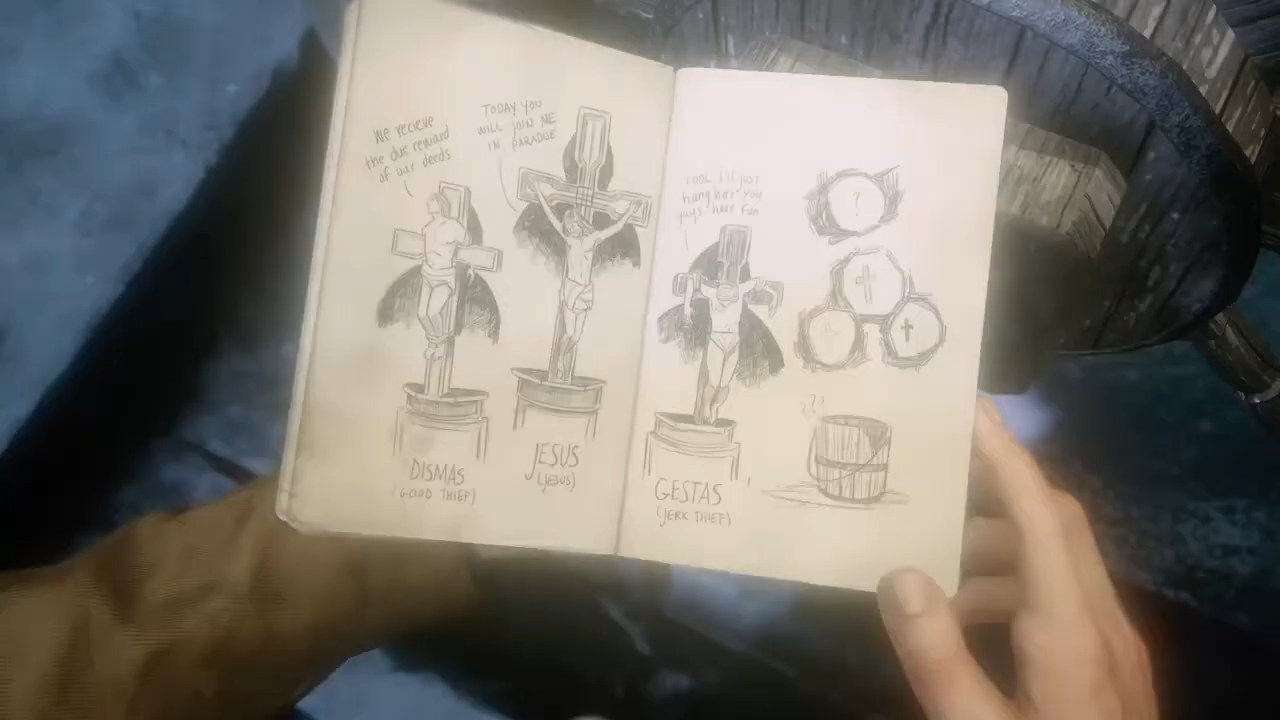 We recieve
the due reward
of our deeds
TODAY YOU
WILL JOIN ME
IN PARADISE
COOL I'll just
hang here you
guys have fun
DISMAS
(GOOD THIEF)
JESUS
(JESUS)
GESTAS
(JERK THIEF)
?
??